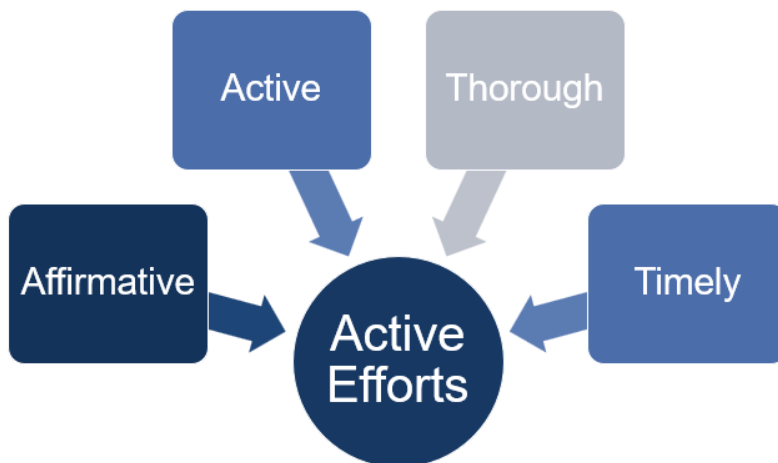 Active
Thorough
Affirmative
Timely
Active
Efforts